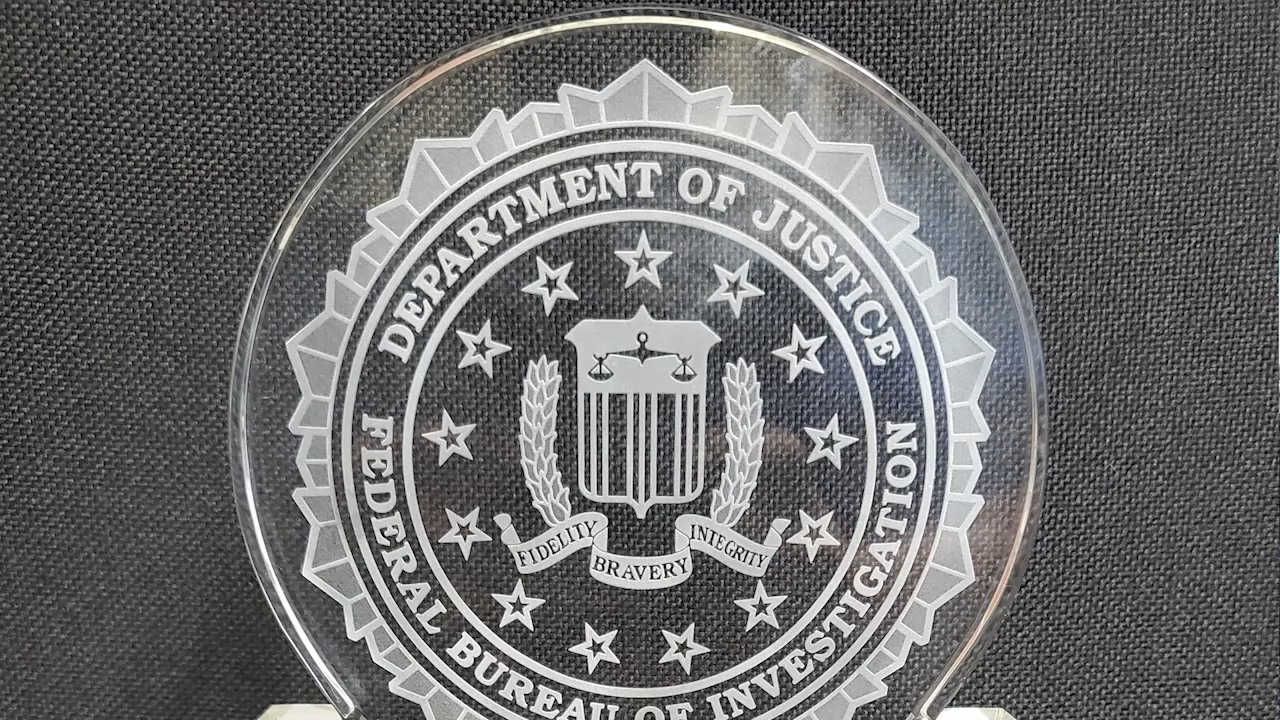 DEPARTMENT OF JUSTICE
FIDELITY
BRAVERY
INTEGRITY
FEDERAL BUREAU OF INVESTIGATION